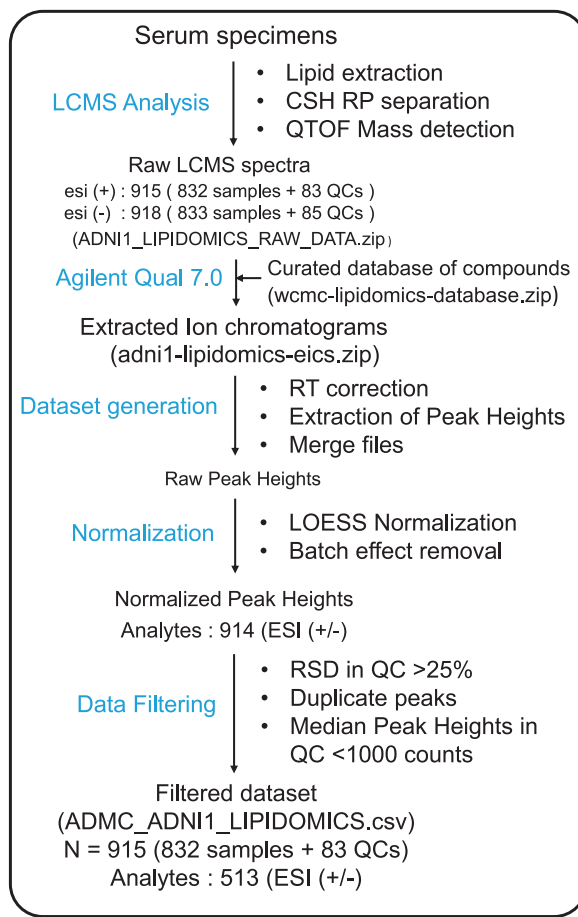 Serum specimens
LCMS Analysis
• Lipid extraction
• CSH RP separation
• QTOF Mass detection
Raw LCMS spectra
esi (+) : 915 ( 832 samples + 83 QCs )
esi (-) : 918 ( 833 samples + 85 QCs )
(ADNI1_LIPIDOMICS_RAW_DATA.zip)
Agilent Qual 7.0
Curated database of compounds
(wcmc-lipidomics-database.zip)
Extracted Ion chromatograms
(adni1-lipidomics-eics.zip)
Dataset generation
• RT correction
• Extraction of Peak Heights
• Merge files
Raw Peak Heights
Normalization
• LOESS Normalization
• Batch effect removal
Normalized Peak Heights
Analytes : 914 (ESI (+/-)
Data Filtering
• RSD in QC >25%
• Duplicate peaks
• Median Peak Heights in
QC <1000 counts
Filtered dataset
(ADMC_ADNI1_LIPIDOMICS.csv)
N = 915 (832 samples + 83 QCs)
Analytes : 513 (ESI (+/-)